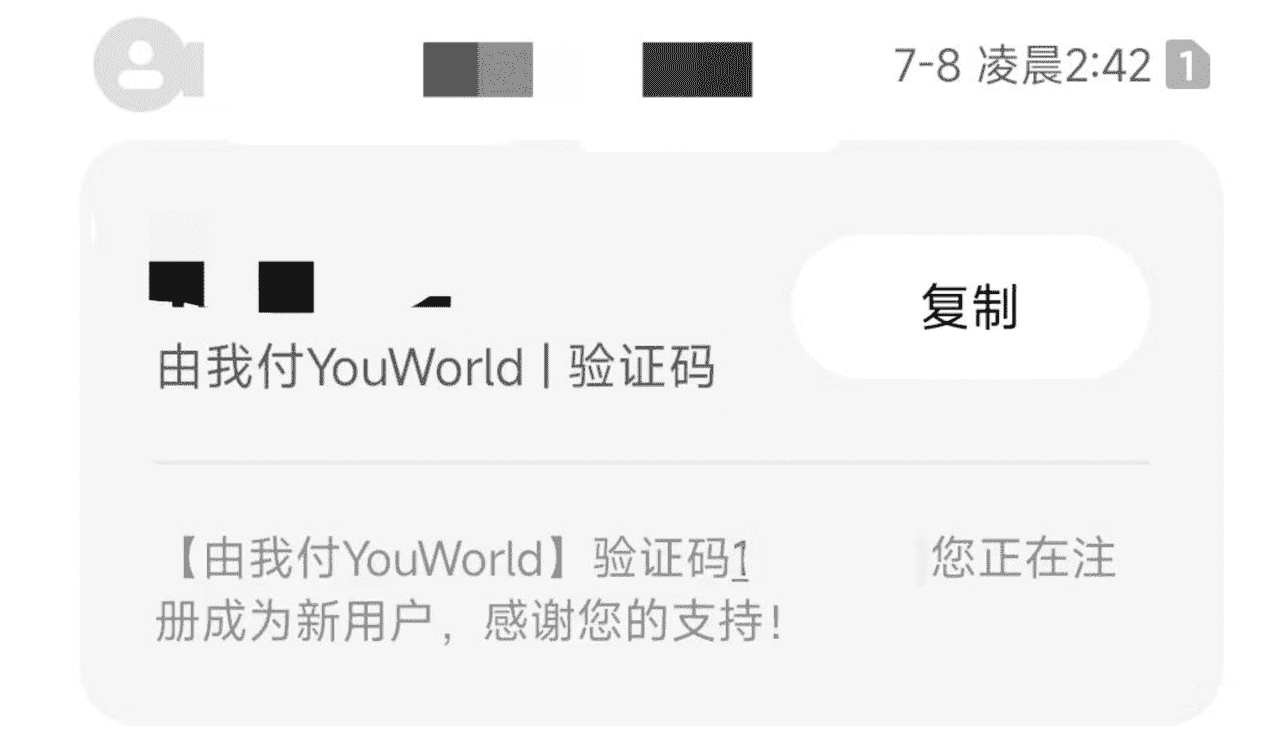 7-8 凌晨2:42 1
复制
由我付YouWorld | 验证码
【由我付YouWorld】验证码1 您正在注
册成为新用户，感谢您的支持！